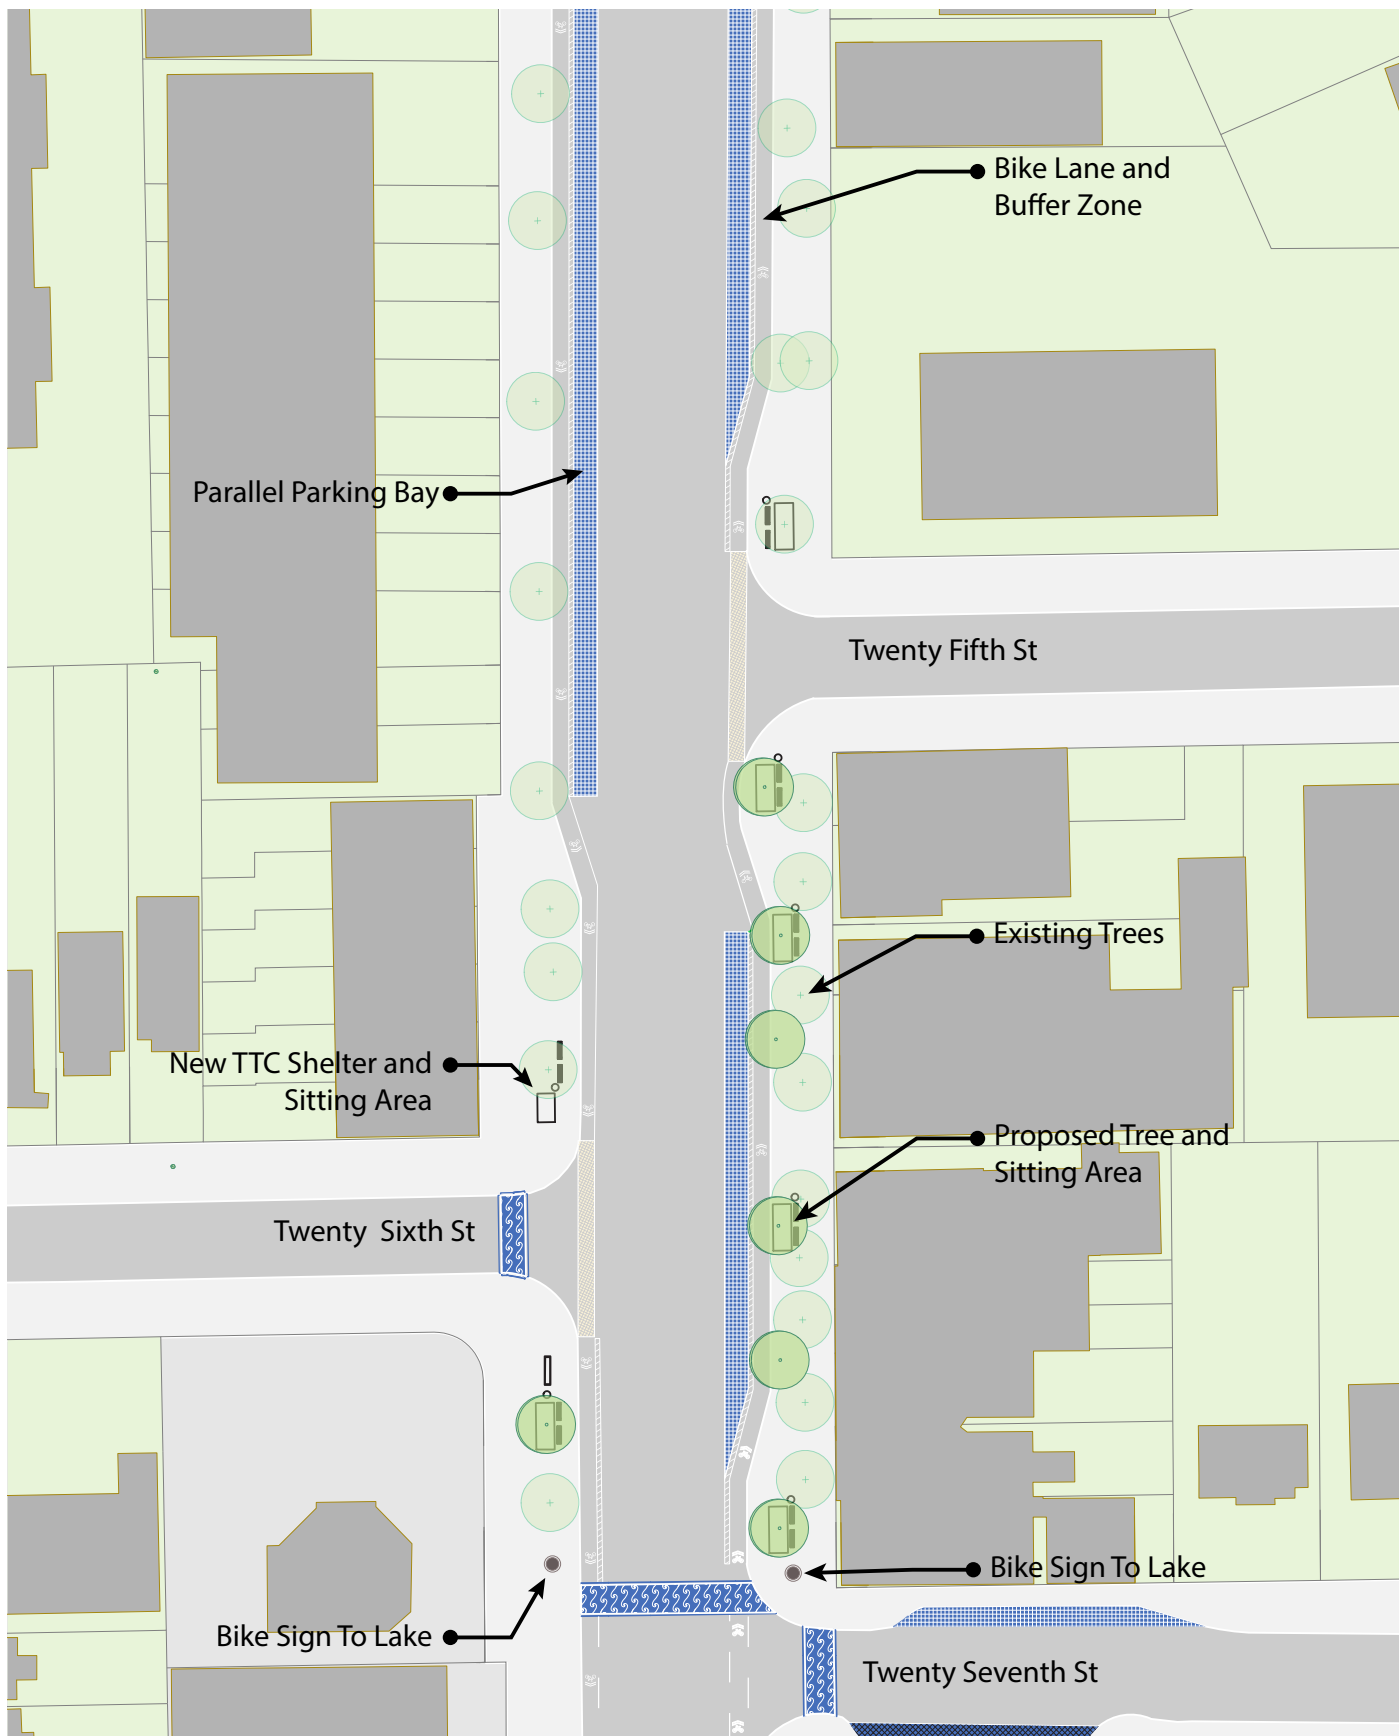 Bike Lane and
Buffer Zone
Parallel Parking Bay
Twenty Fifth St
Existing Trees
New TTC Shelter and
Sitting Area
Proposed Tree and
Sitting Area
Twenty Sixth St
Bike Sign To Lake
Bike Sign To Lake
Twenty Seventh St